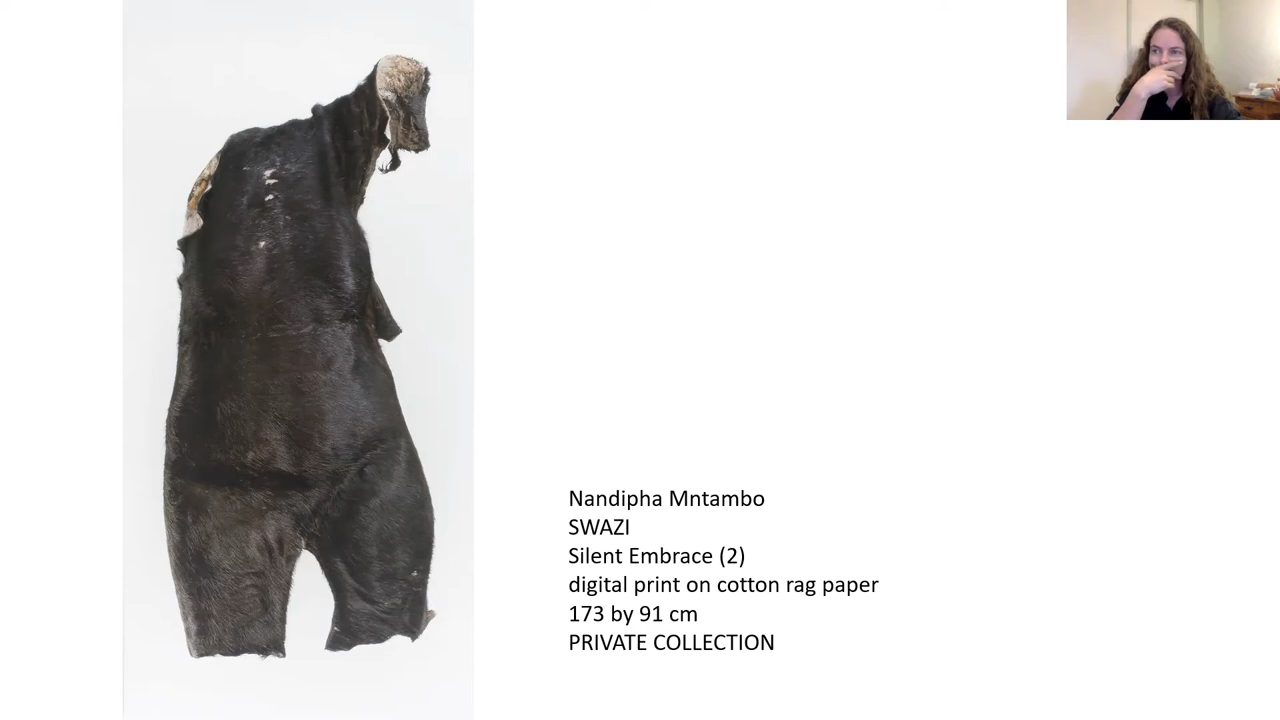 Nandipha Mntambo
SWAZI
Silent Embrace (2)
digital print on cotton rag paper
173 by 91 cm
PRIVATE COLLECTION